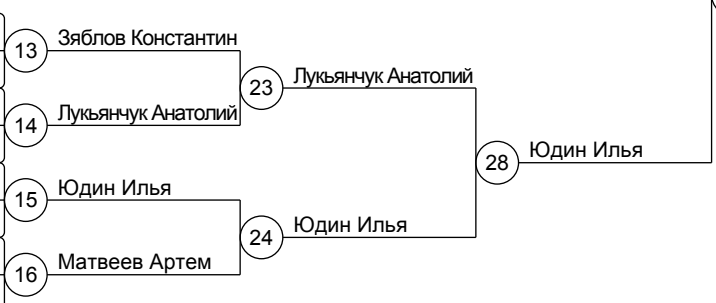 13 Зяблов Константин
23 Лукьянчук Анатолий
14 Лукьянчук Анатолий
28 Юдин Илья
15 Юдин Илья
24 Юдин Илья
16 Матвеев Артем